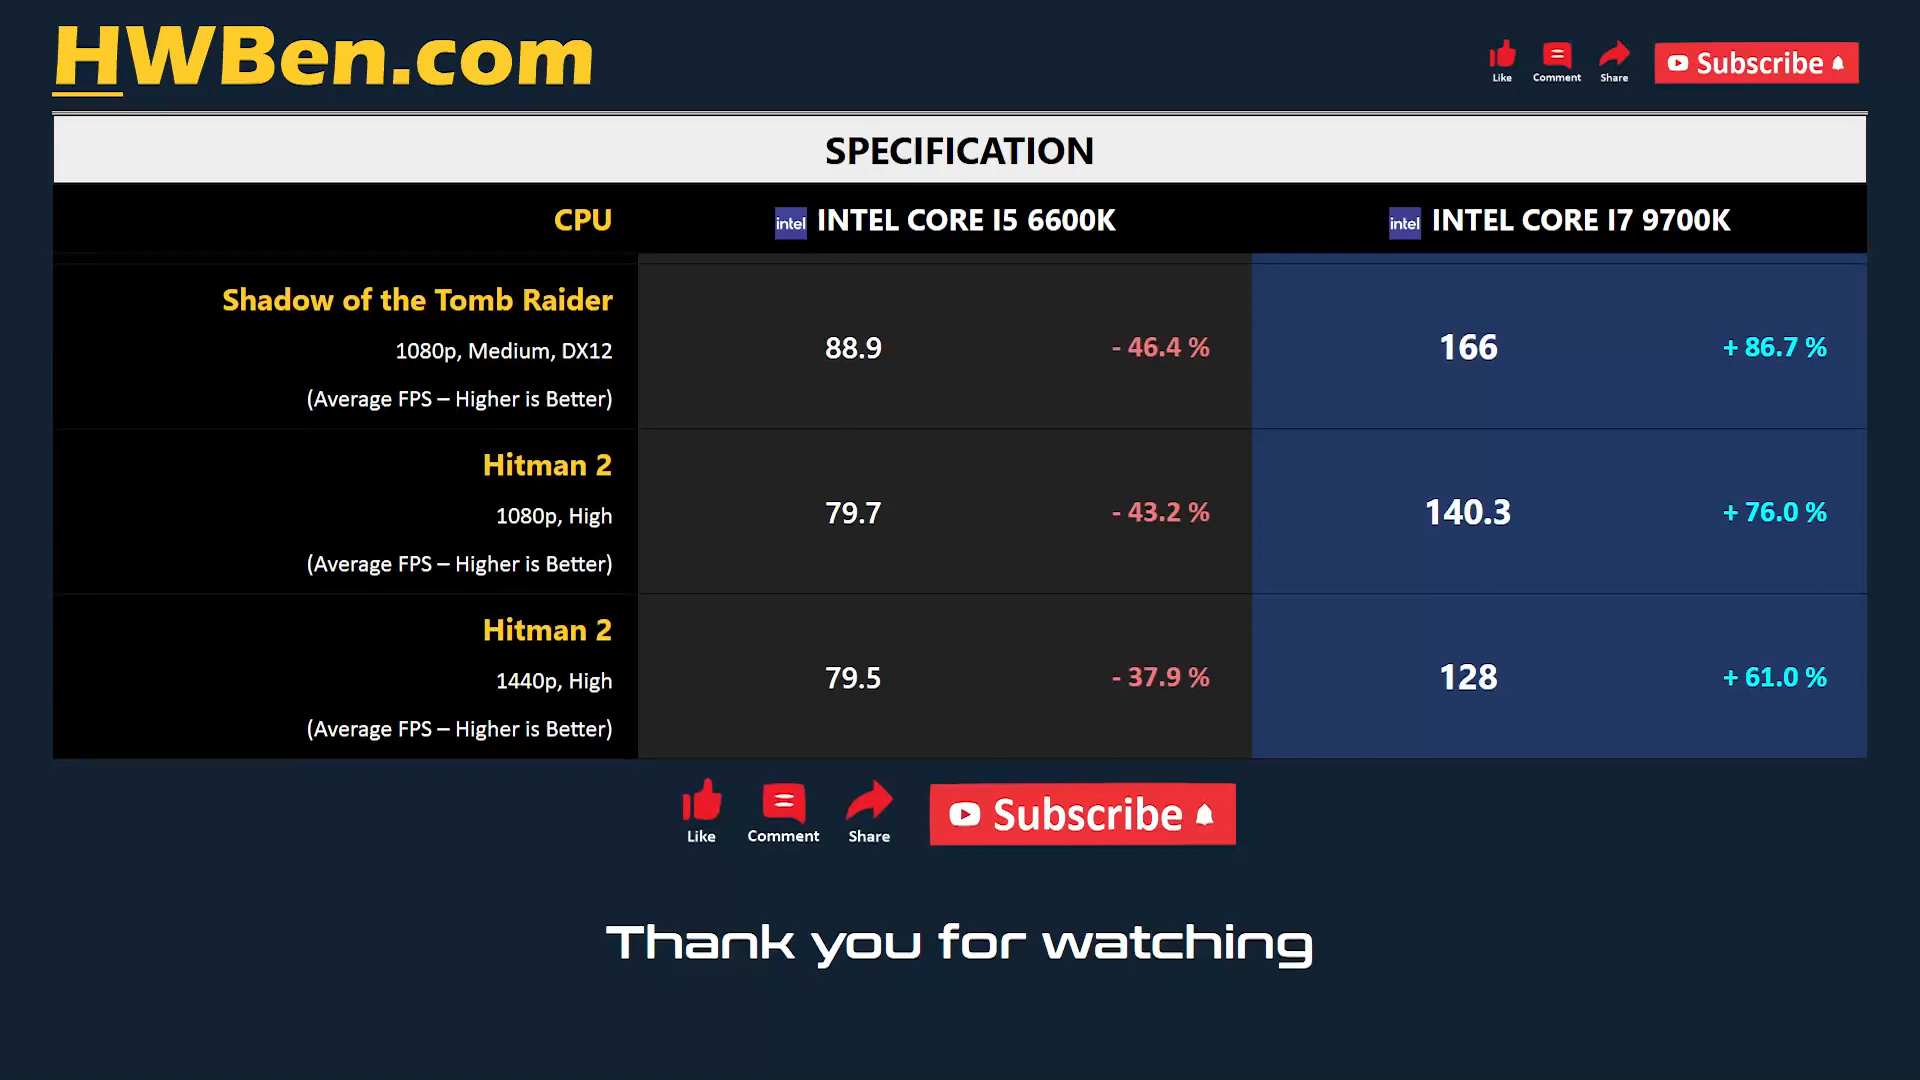 HWBen.com
Like Comment Share Subscribe
SPECIFICATION
CPU intel INTEL CORE I5 6600K intel INTEL CORE I7 9700K
Shadow of the Tomb Raider
1080p, Medium, DX12 88.9 - 46.4 % 166 + 86.7 %
(Average FPS – Higher is Better)
Hitman 2
1080p, High 79.7 - 43.2 % 140.3 + 76.0 %
(Average FPS – Higher is Better)
Hitman 2
1440p, High 79.5 - 37.9 % 128 + 61.0 %
(Average FPS – Higher is Better)
Like Comment Share Subscribe
Thank you for watching